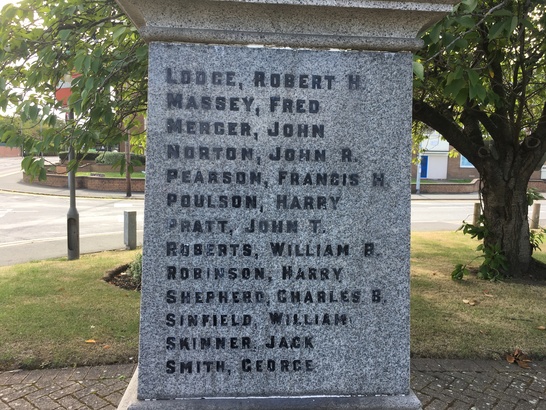 LODGE, ROBERT H.
MASSEY, FRED
MERCER, JOHN
NORTON, JOHN R.
PEARSON, FRANCIS H.
POULSON, HARRY
PRATT, JOHN T.
ROBERTS, WILLIAM B.
ROBINSON, HARRY
SHEPHERD, CHARLES B.
SINFIELD, WILLIAM
SKINNER, JACK
SMITH, GEORGE